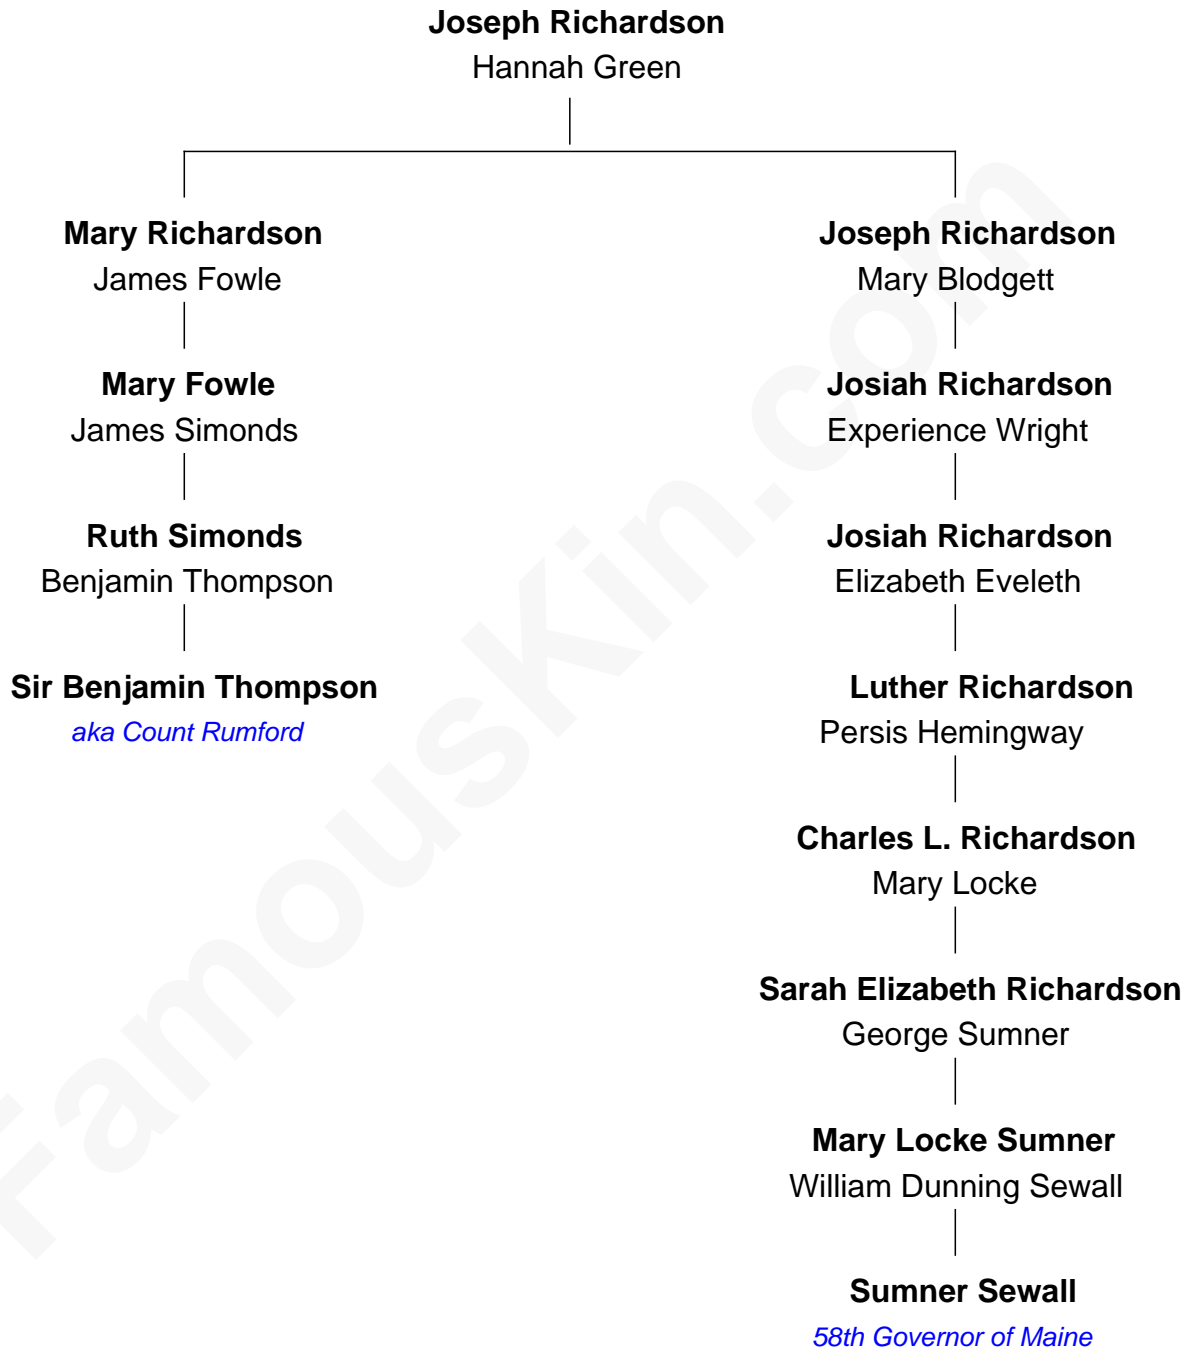 Joseph Richardson
Hannah Green
Mary Richardson
James Fowle
Joseph Richardson
Mary Blodgett
Mary Fowle
James Simonds
Josiah Richardson
Experience Wright
Ruth Simonds
Benjamin Thompson
Josiah Richardson
Elizabeth Eveleth
Sir Benjamin Thompson
aka Count Rumford
Luther Richardson
Persis Hemingway
Charles L. Richardson
Mary Locke
Sarah Elizabeth Richardson
George Sumner
Mary Locke Sumner
William Dunning Sewall
Sumner Sewall
58th Governor of Maine
FamousKin.com